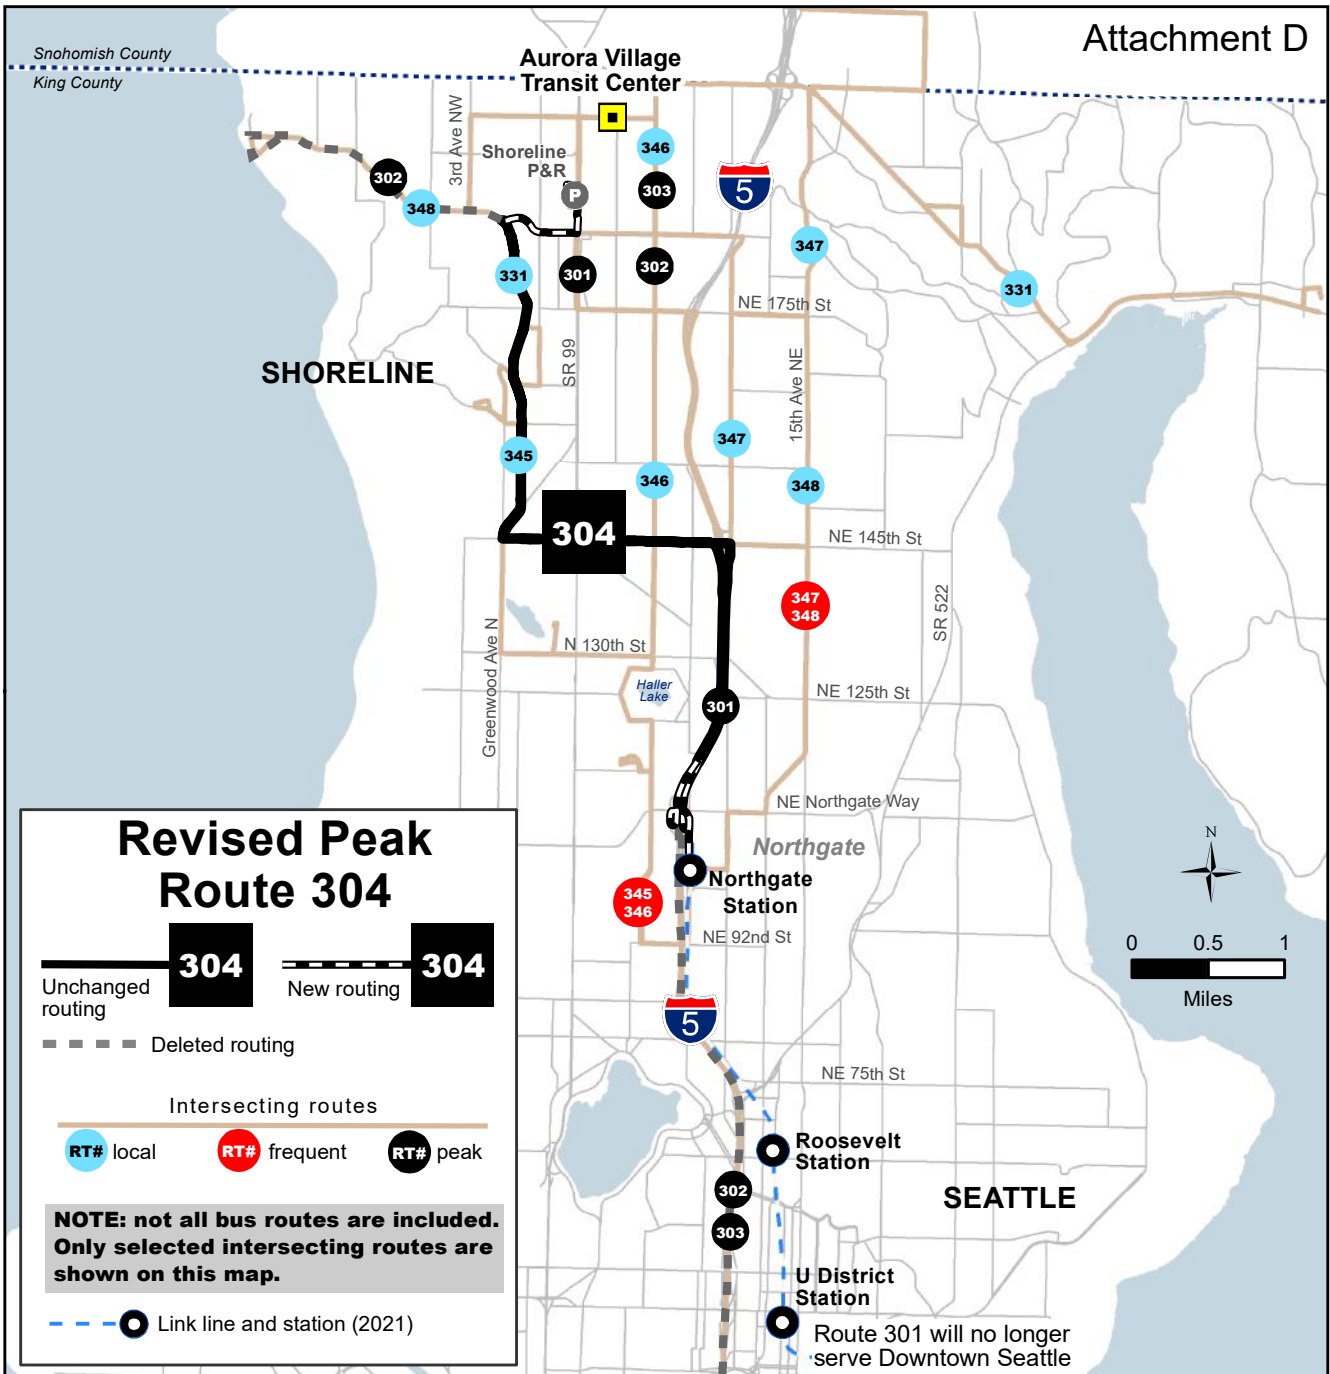 Attachment D
Snohomish County
King County
Aurora Village
Transit Center
3rd Ave NW
Shoreline
P&R
P
346
303
5
302
348
347
331
301
302
331
NE 175th St
SR 99
15th Ave NE
SHORELINE
347
345
346
348
304
NE 145th St
347
348
SR 522
Greenwood Ave N
N 130th St
Haller
Lake
NE 125th St
301
NE Northgate Way
Northgate
Northgate
Station
345
346
NE 92nd St
5
N
0 0.5 1
Miles
NE 75th St
Roosevelt
Station
302
303
SEATTLE
U District
Station
Route 301 will no longer
serve Downtown Seattle
Revised Peak
Route 304
304
Unchanged
routing
304
New routing
Deleted routing
Intersecting routes
RT# local
RT# frequent
RT# peak
NOTE: not all bus routes are included.
Only selected intersecting routes are
shown on this map.
Link line and station (2021)